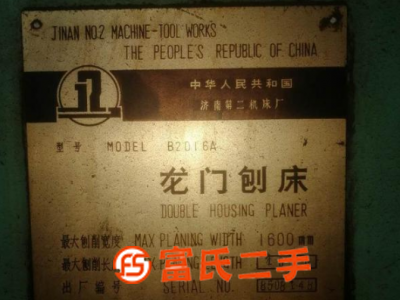 JINAN NO.2 MACHINE-TOOL WORKS
THE PEOPLE'S REPUBLIC OF CHINA
中华人民共和国
济南第二机床厂
型号 MODEL B2016A
龙门刨床
DOUBLE HOUSING PLANER
最大刨削宽度 MAX PLANING WIDTH 1600
最大刨削长
富氏二手
出厂编号 SERIAL NO.